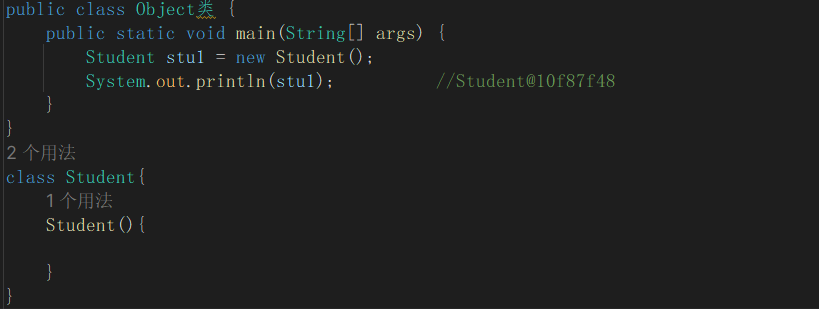 public class Object类 {
    public static void main(String[] args) {
        Student stu1 = new Student();
        System.out.println(stu1);          //Student@10f87f48
    }
}
2 个用法
class Student{
    1 个用法
    Student(){
    }
}